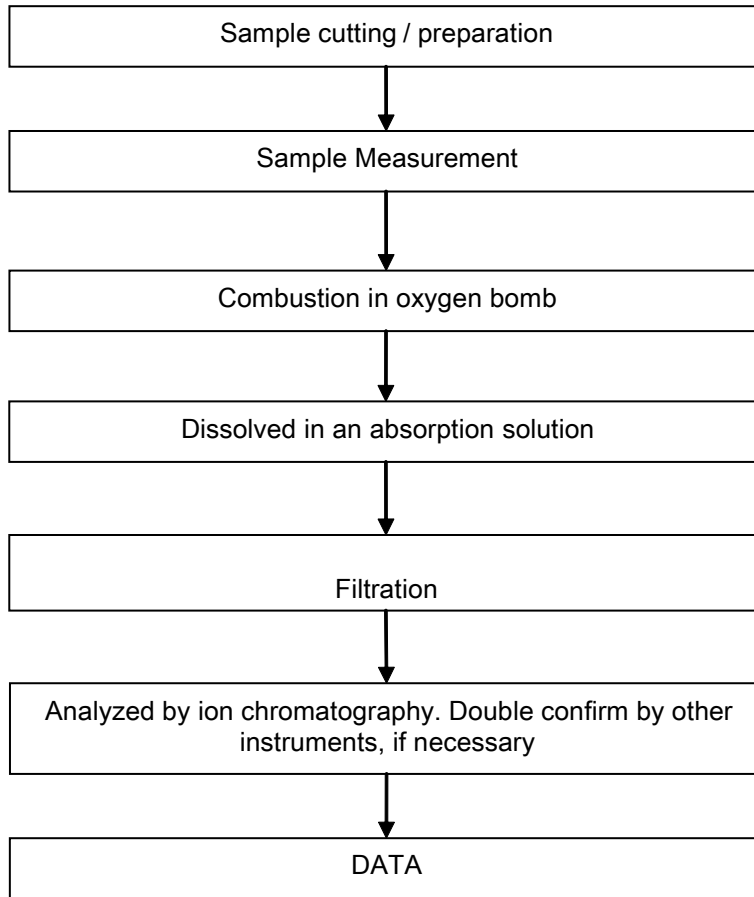 Sample cutting / preparation
Sample Measurement
Combustion in oxygen bomb
Dissolved in an absorption solution
Filtration
Analyzed by ion chromatography. Double confirm by other
instruments, if necessary
DATA